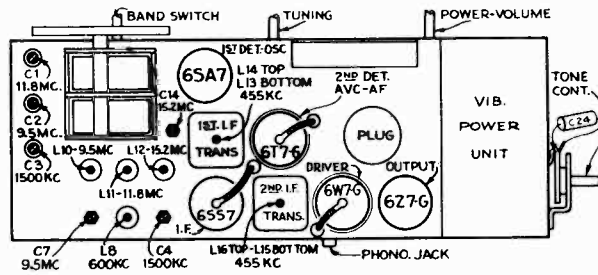 BAND SWITCH
TUNING
POWER-VOLUME
C1
11.8MC.
C2
9.5MC.
C3
1500KC
C14
15.2MC
1ST DET.-OSC
6SA7
L14 TOP
L13 BOTTOM
455KC
2ND DET.
AVC-AF
1ST. I.F
TRANS
6T7-6
PLUG
VIB.
POWER
UNIT
TONE
CONT.
C24
L10-9.5MC
L12-15.2MC
L11-11.8MC
6SS7
I.F.
2ND I.F.
TRANS.
DRIVER
6W7-G
OUTPUT
6Z7-G
C7
9.5MC
L8
600KC
C4
1500KC
L16 TOP-L15 BOTTOM
455KC
PHONO. JACK